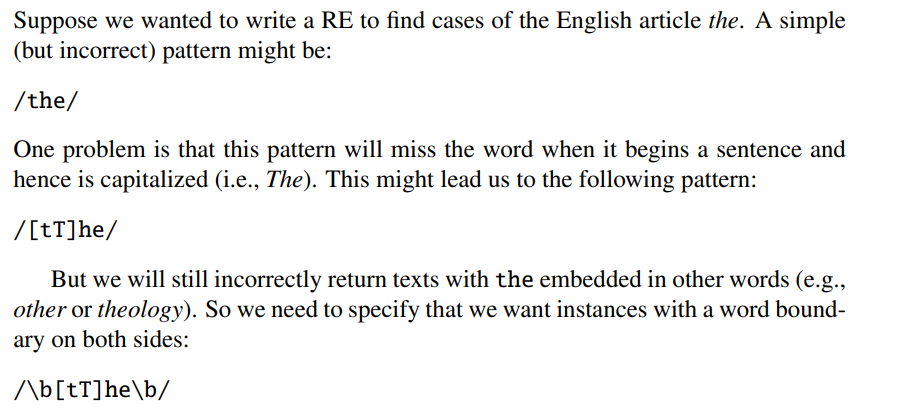 Suppose we wanted to write a RE to find cases of the English article the. A simple
(but incorrect) pattern might be:
/the/
One problem is that this pattern will miss the word when it begins a sentence and
hence is capitalized (i.e., The). This might lead us to the following pattern:
/[tT]he/
But we will still incorrectly return texts with the embedded in other words (e.g.,
other or theology). So we need to specify that we want instances with a word bound-
ary on both sides:
/\b[tT]he\b/